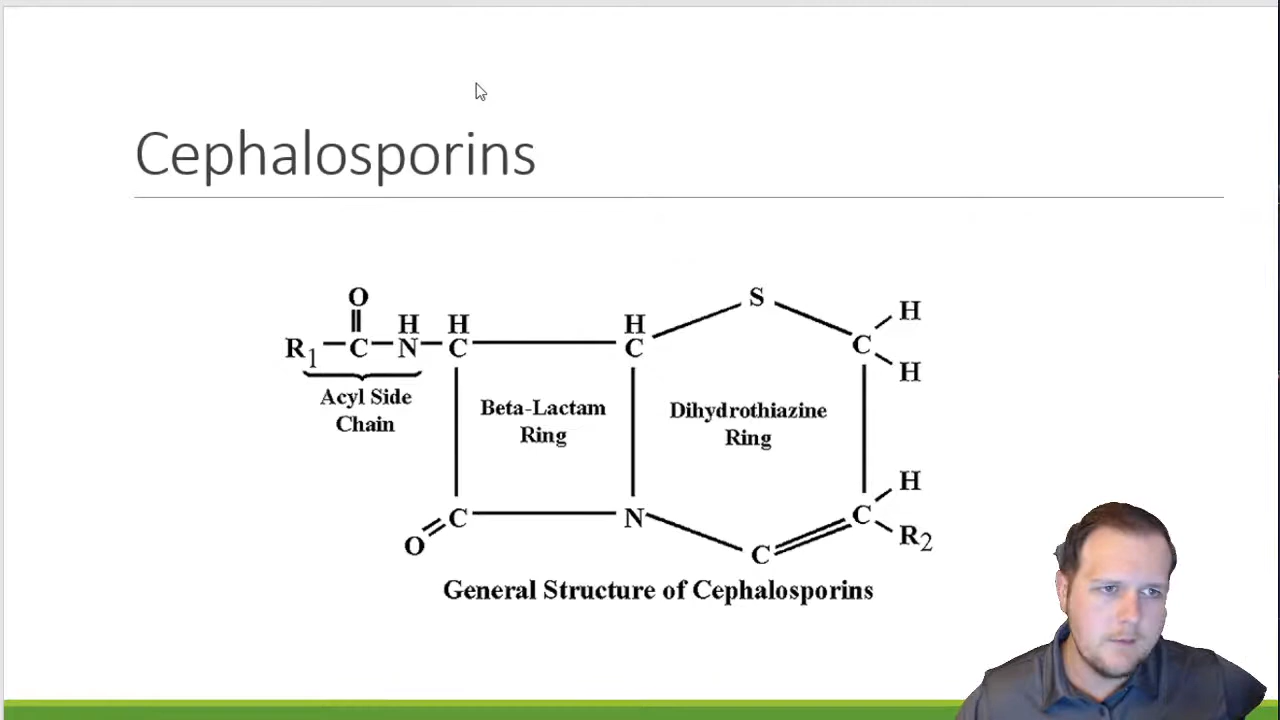 Cephalosporins
O
H H H S H
R1 C N C C C
H
Acyl Side
Chain
Beta-Lactam
Ring
Dihydrothiazine
Ring
H
C N C
O C R2
General Structure of Cephalosporins